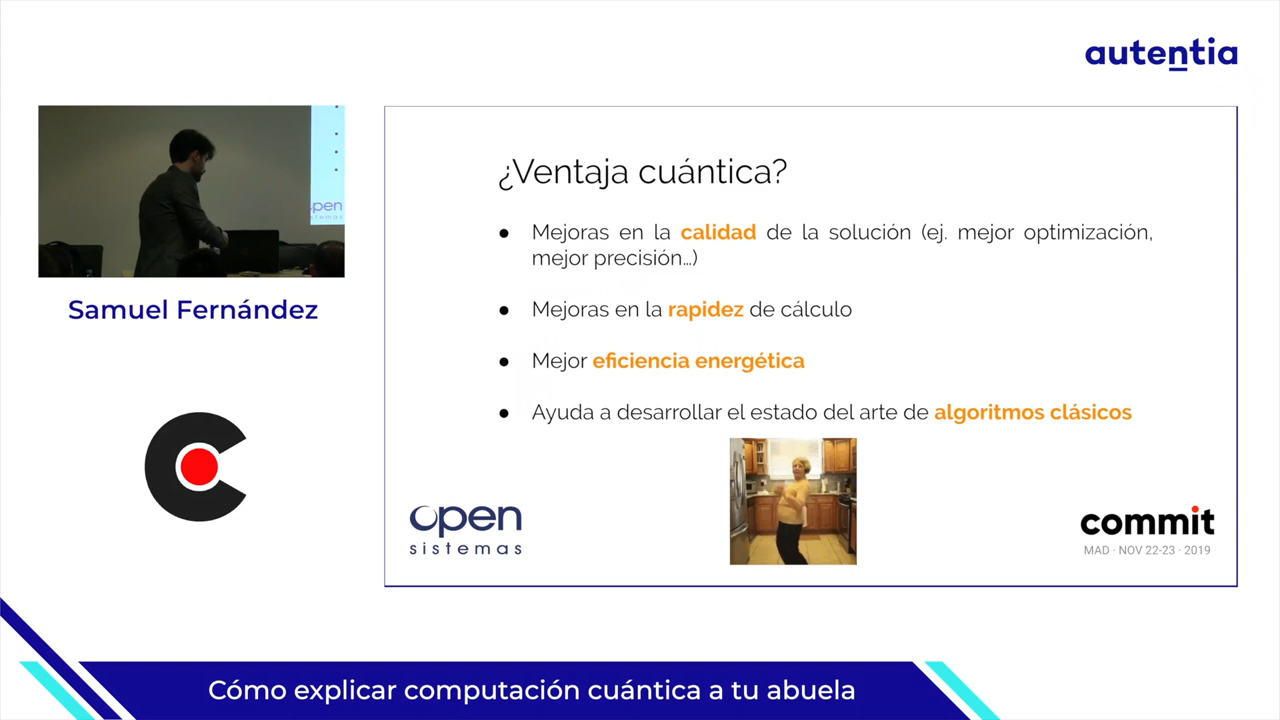 autentia
pen
sistemas
Samuel Fernández
¿Ventaja cuántica?
● Mejoras en la calidad de la solución (ej. mejor optimización,
mejor precisión…)
● Mejoras en la rapidez de cálculo
● Mejor eficiencia energética
● Ayuda a desarrollar el estado del arte de algoritmos clásicos
open
sistemas
commit
MAD · NOV 22-23 · 2019
Cómo explicar computación cuántica a tu abuela